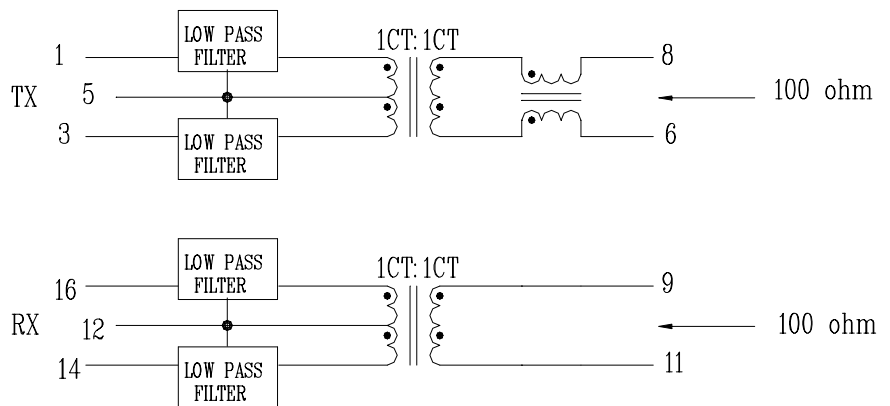 LOW PASS
FILTER
1CT: 1CT
1
8
TX
5
100 ohm
3
6
LOW PASS
FILTER
LOW PASS
FILTER
1CT: 1CT
16
9
RX
12
100 ohm
14
11
LOW PASS
FILTER